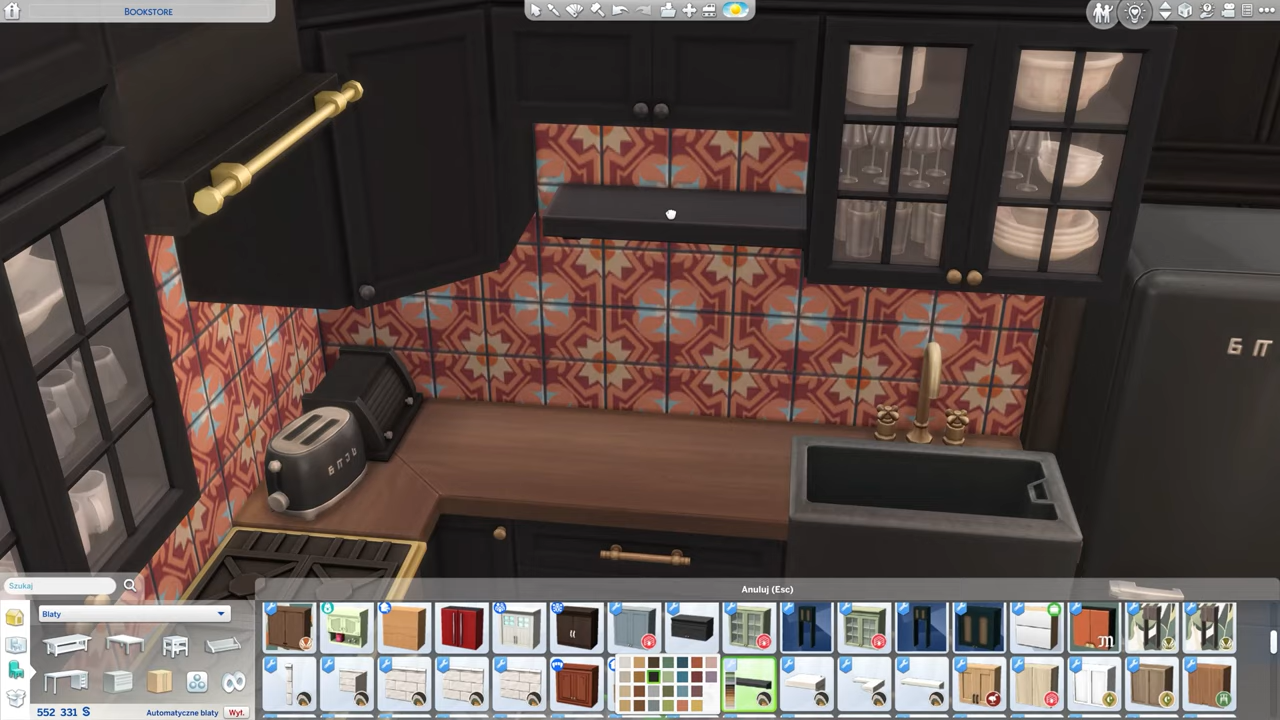 BOOKSTORE
Anuluj (Esc)
Szukaj
Blaty
552 331 $
Automatyczne blaty
Wył.